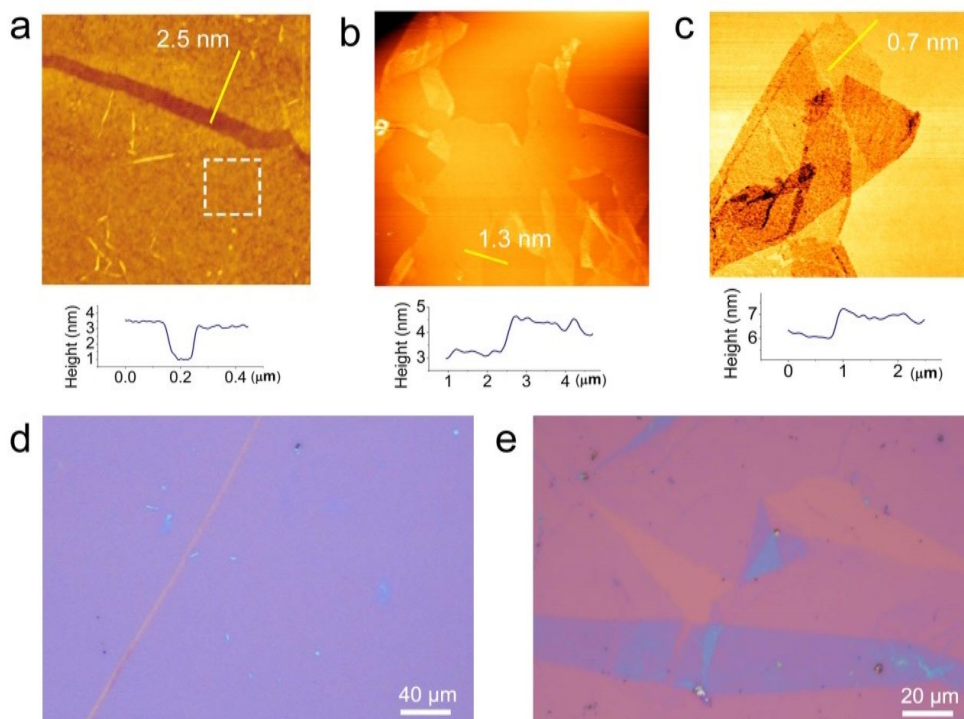 a
2.5 nm
Height (nm)
4
3
2
1
0.0 0.2 0.4 (μm)
b
1.3 nm
Height (nm)
5
4
3
1 2 3 4 (μm)
c
0.7 nm
Height (nm)
7
6
0 1 2 (μm)
d
40 μm
e
20 μm